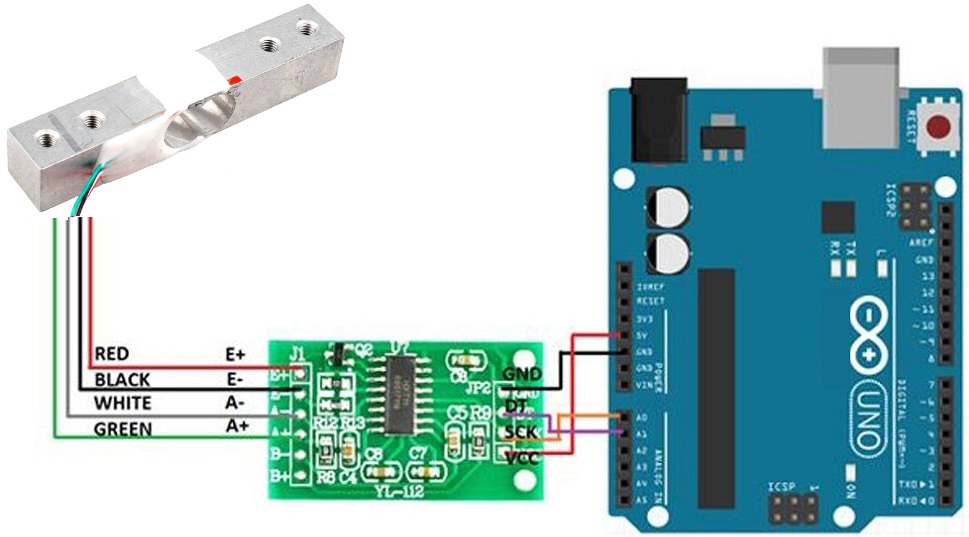 RED E+
BLACK E-
WHITE A-
GREEN A+
J1
Q2
U7
E+
A+
B-
B+
R12 R13
R8 C4
C6
C7
YL-112
C8
JP2
C5 R9
GND
DT
SCK
VCC
RESET
ICSP2
IOREF
RESET
3V3
5V
GND
GND
VIN
POWER
A0
A1
A2
A3
A4
A5
ANALOG IN
AREF
GND
13
12
~11
~10
~9
8
7
~6
~5
4
~3
2
TXD▶1
RXD◀0
DIGITAL (PWM=~)
RX
TX
L
UNO
ON
ICSP
1